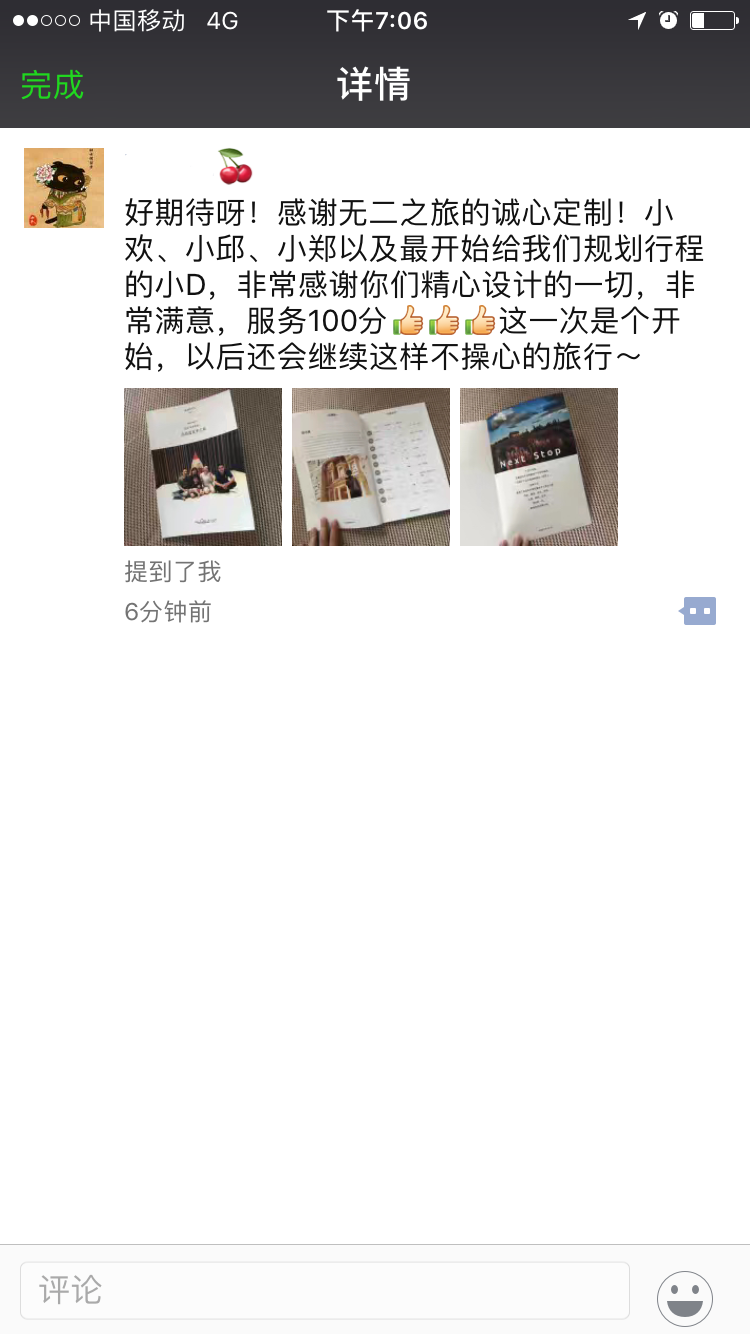 中国移动 4G 下午7:06
完成 详情
好期待呀！感谢无二之旅的诚心定制！小
欢、小邱、小郑以及最开始给我们规划行程
的小D，非常感谢你们精心设计的一切，非
常满意，服务100分👍👍👍这一次是个开
始，以后还会继续这样不操心的旅行～
Next Stop
提到了我
6分钟前
评论